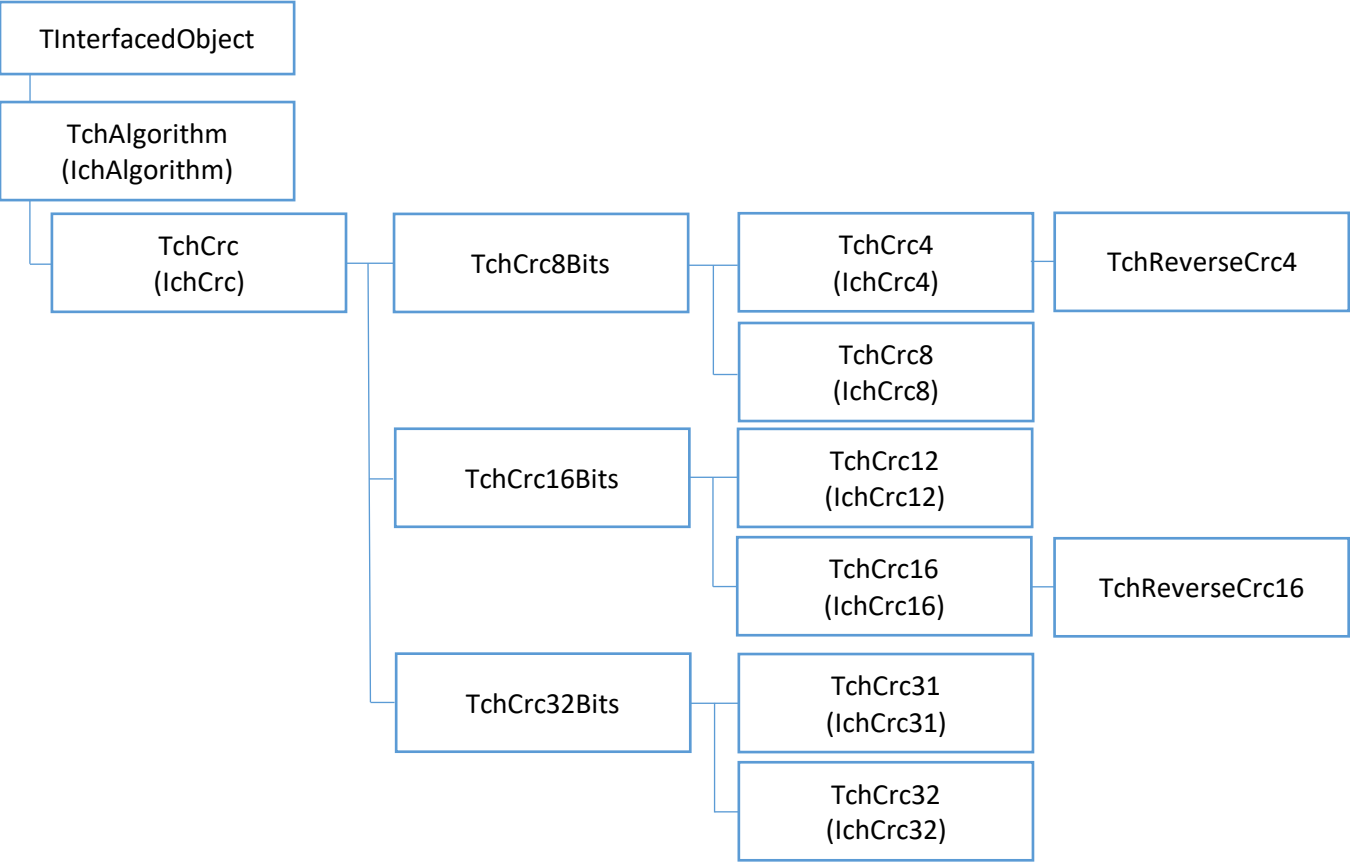 TInterfacedObject
TchAlgorithm
(IchAlgorithm)
TchCrc
(IchCrc)
TchCrc8Bits
TchCrc4
(IchCrc4)
TchReverseCrc4
TchCrc8
(IchCrc8)
TchCrc16Bits
TchCrc12
(IchCrc12)
TchCrc16
(IchCrc16)
TchReverseCrc16
TchCrc32Bits
TchCrc31
(IchCrc31)
TchCrc32
(IchCrc32)